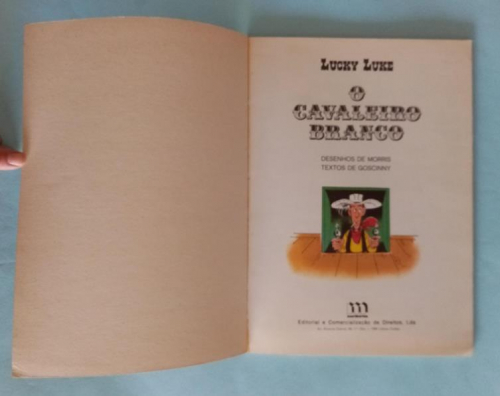 LUCKY LUKE
O
CAVALEIRO
BRANCO
DESENHOS DE MORRIS
TEXTOS DE GOSCINNY
Editorial e Comercialização de Direitos, Lda